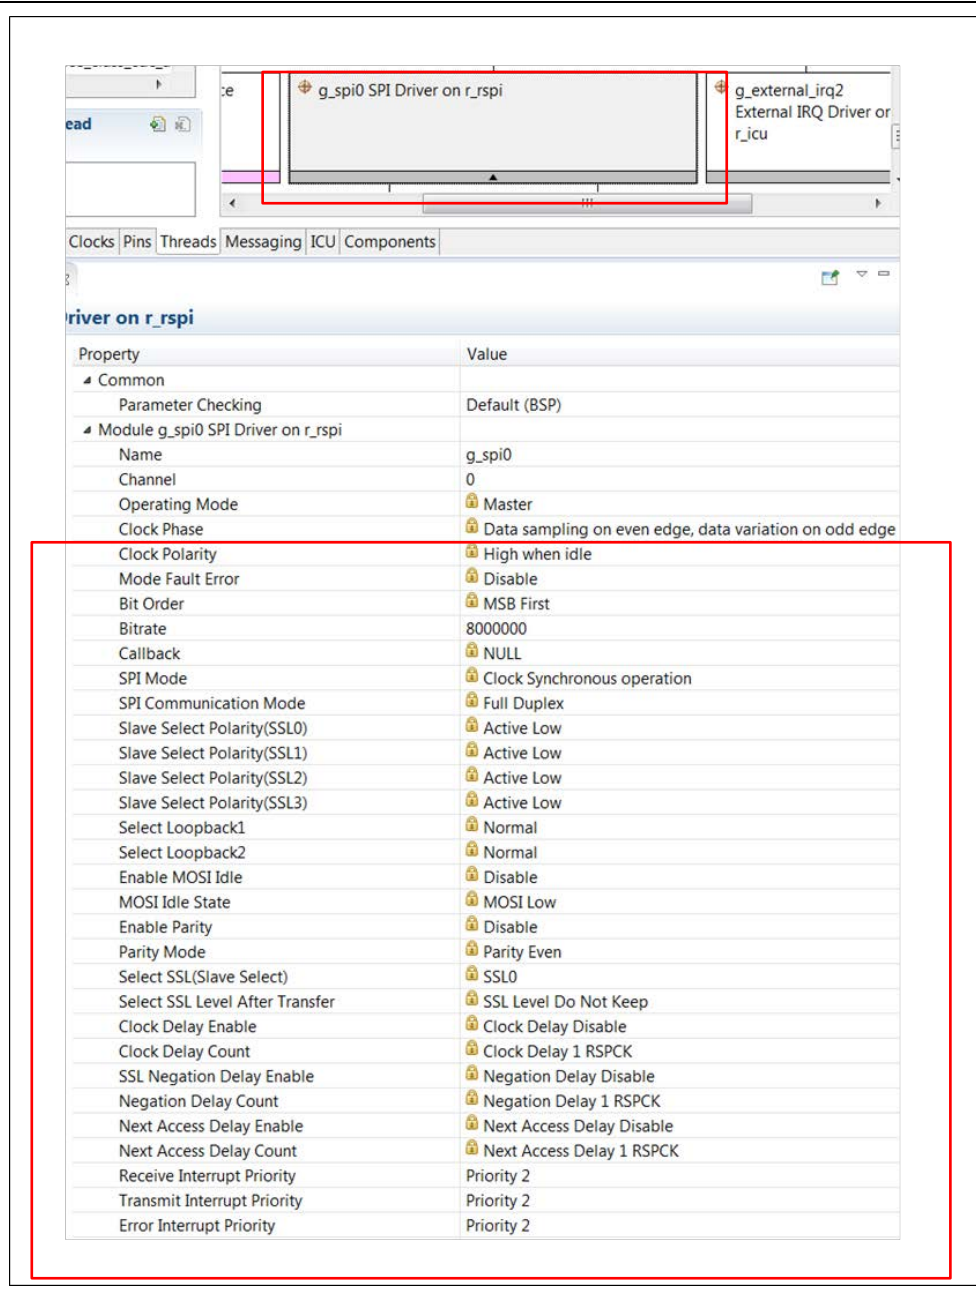 :e
g_spi0 SPI Driver on r_rspi
g_external_irq2
External IRQ Driver or
r_icu
ead
Clocks Pins Threads Messaging ICU Components
river on r_rspi
Property Value
Common
Parameter Checking Default (BSP)
Module g_spi0 SPI Driver on r_rspi
Name g_spi0
Channel 0
Operating Mode Master
Clock Phase Data sampling on even edge, data variation on odd edge
Clock Polarity High when idle
Mode Fault Error Disable
Bit Order MSB First
Bitrate 8000000
Callback NULL
SPI Mode Clock Synchronous operation
SPI Communication Mode Full Duplex
Slave Select Polarity(SSL0) Active Low
Slave Select Polarity(SSL1) Active Low
Slave Select Polarity(SSL2) Active Low
Slave Select Polarity(SSL3) Active Low
Select Loopback1 Normal
Select Loopback2 Normal
Enable MOSI Idle Disable
MOSI Idle State MOSI Low
Enable Parity Disable
Parity Mode Parity Even
Select SSL(Slave Select) SSL0
Select SSL Level After Transfer SSL Level Do Not Keep
Clock Delay Enable Clock Delay Disable
Clock Delay Count Clock Delay 1 RSPCK
SSL Negation Delay Enable Negation Delay Disable
Negation Delay Count Negation Delay 1 RSPCK
Next Access Delay Enable Next Access Delay Disable
Next Access Delay Count Next Access Delay 1 RSPCK
Receive Interrupt Priority Priority 2
Transmit Interrupt Priority Priority 2
Error Interrupt Priority Priority 2